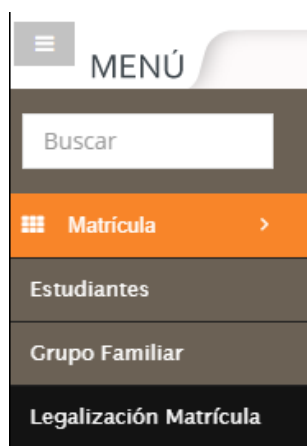 MENÚ
Buscar
Matrícula
Estudiantes
Grupo Familiar
Legalización Matrícula